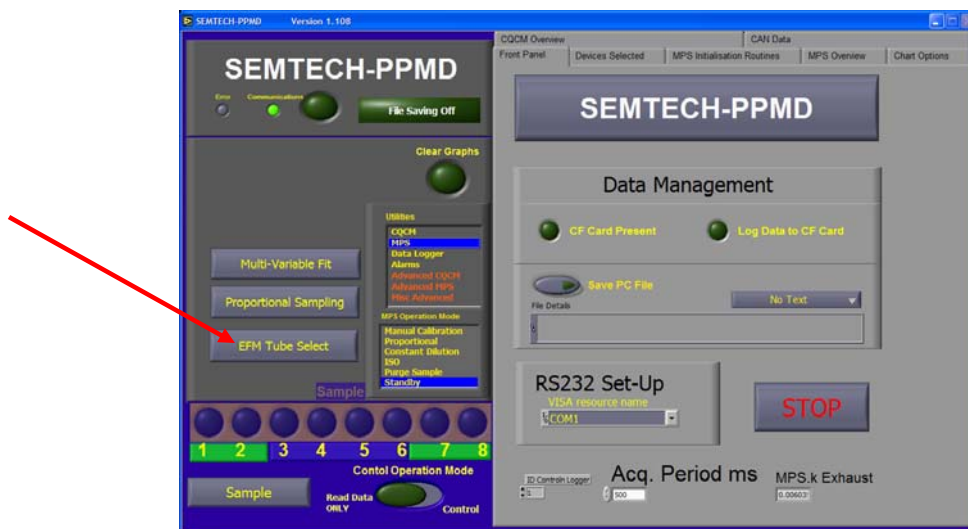 SEMTECH-PPMD Version 1.108
SEMTECH-PPMD
Error Communications
File Saving Off
Clear Graphs
Utilities
CQCM
MPS
Data Logger
Alarms
Advanced CQCM
Advanced MPS
Misc Advanced
MPS Operation Mode
Manual Calibration
Proportional
Constant Dilution
ISO
Purge Sample
Standby
Multi-Variable Fit
Proportional Sampling
EFM Tube Select
Sample
1 2 3 4 5 6 7 8
Contol Operation Mode
Sample
Read Data
ONLY
Control
CQCM Overview CAN Data
Front Panel Devices Selected MPS Initialisation Routines MPS Overview Chart Options
SEMTECH-PPMD
Data Management
CF Card Present Log Data to CF Card
Save PC File
No Text
File Details
RS232 Set-Up
VISA resource name
COM1
STOP
ID Controln Logger
1
Acq. Period ms
500
MPS.k Exhaust
0.00603